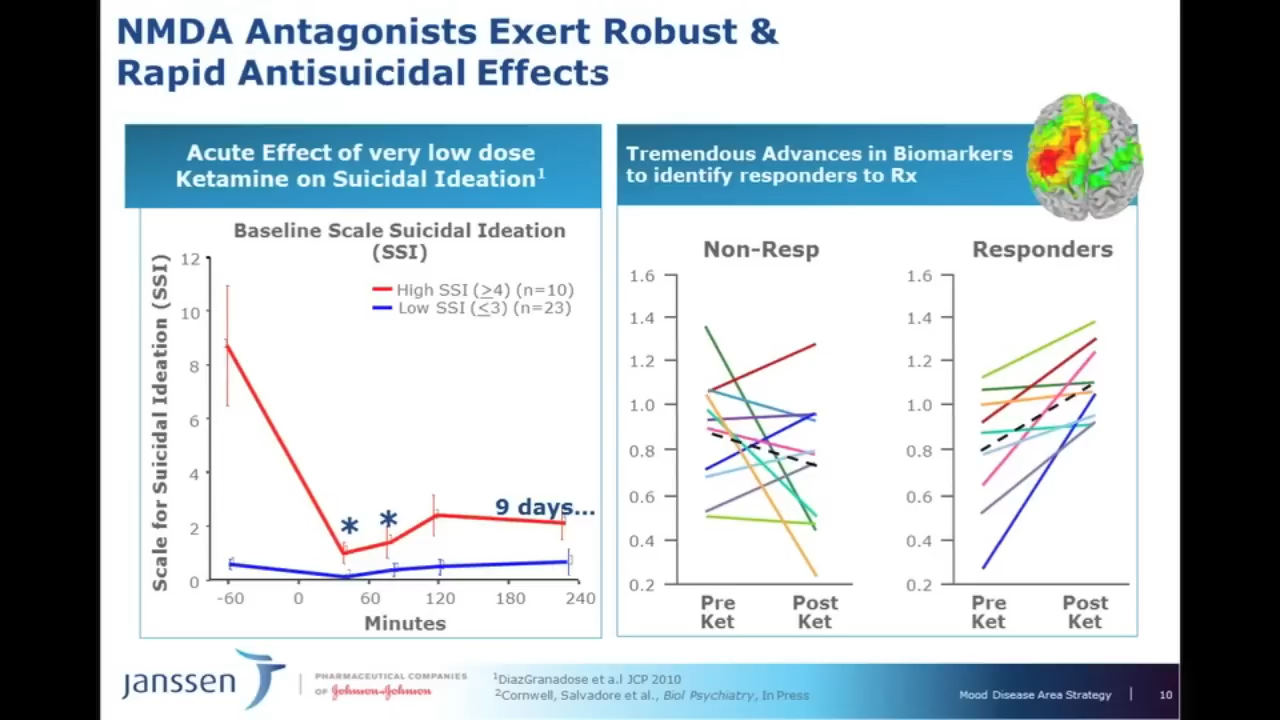 NMDA Antagonists Exert Robust &
Rapid Antisuicidal Effects
Acute Effect of very low dose
Ketamine on Suicidal Ideation1
Baseline Scale Suicidal Ideation
(SSI)
Scale for Suicidal Ideation (SSI)
High SSI (≥4) (n=10)
Low SSI (≤3) (n=23)
12
10
8
6
4
2
0
9 days...
* *
-60 0 60 120 180 240
Minutes
Tremendous Advances in Biomarkers
to identify responders to Rx
Non-Resp
1.6
1.4
1.2
1.0
0.8
0.6
0.4
0.2
Pre Post
Ket Ket
Responders
1.6
1.4
1.2
1.0
0.8
0.6
0.4
0.2
Pre Post
Ket Ket
janssen
PHARMACEUTICAL COMPANIES
OF Johnson & Johnson
1DiazGranadose et a.l JCP 2010
2Cornwell, Salvadore et al., Biol Psychiatry, In Press
Mood Disease Area Strategy | 10